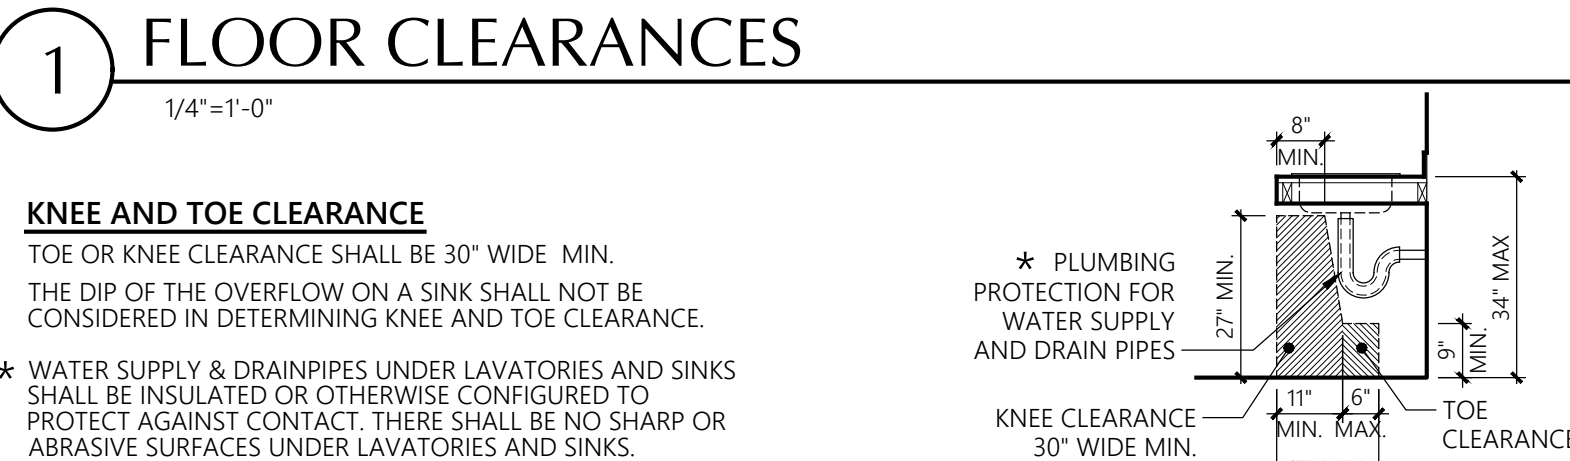 1 FLOOR CLEARANCES
1/4"=1'-0"
KNEE AND TOE CLEARANCE
TOE OR KNEE CLEARANCE SHALL BE 30" WIDE MIN.
THE DIP OF THE OVERFLOW ON A SINK SHALL NOT BE
CONSIDERED IN DETERMINING KNEE AND TOE CLEARANCE.
* WATER SUPPLY & DRAINPIPES UNDER LAVATORIES AND SINKS
SHALL BE INSULATED OR OTHERWISE CONFIGURED TO
PROTECT AGAINST CONTACT. THERE SHALL BE NO SHARP OR
ABRASIVE SURFACES UNDER LAVATORIES AND SINKS.
8"
MIN.
* PLUMBING
PROTECTION FOR
WATER SUPPLY
AND DRAIN PIPES
27" MIN.
34" MAX
9"
MIN.
KNEE CLEARANCE
30" WIDE MIN.
11"
MIN.
6"
MAX.
TOE
CLEARANCE